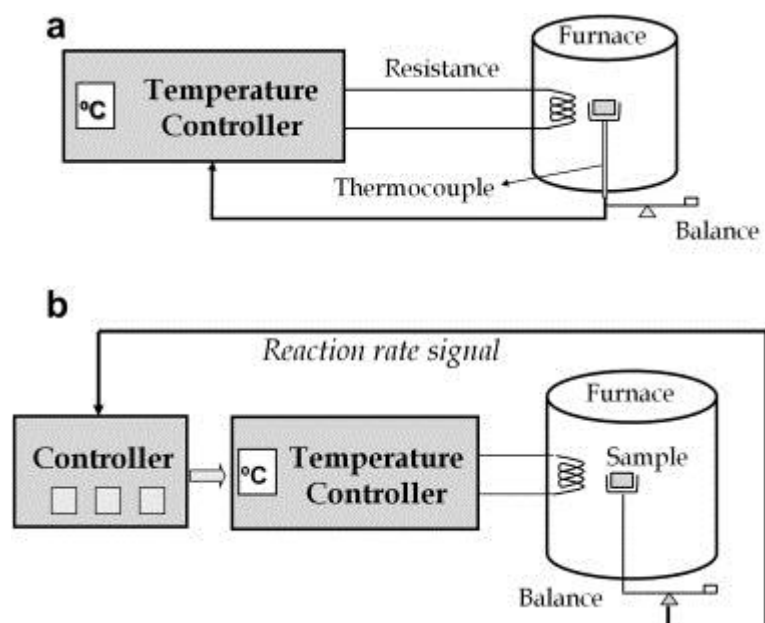 a
Furnace
Resistance
ºC
Temperature
Controller
Thermocouple
Balance
b
Reaction rate signal
Furnace
Controller
ºC
Temperature
Controller
Sample
Balance